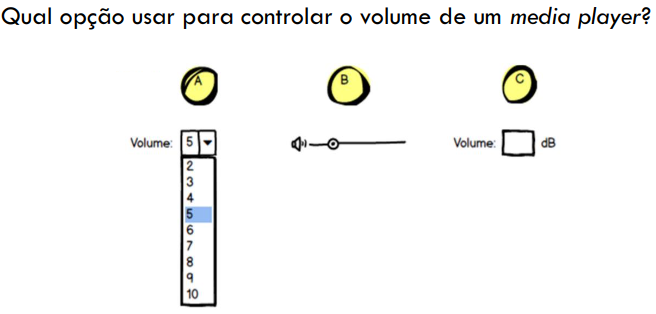 Qual opção usar para controlar o volume de um media player?
A
B
C
Volume: 5
2
3
4
5
6
7
8
9
10
Volume: dB